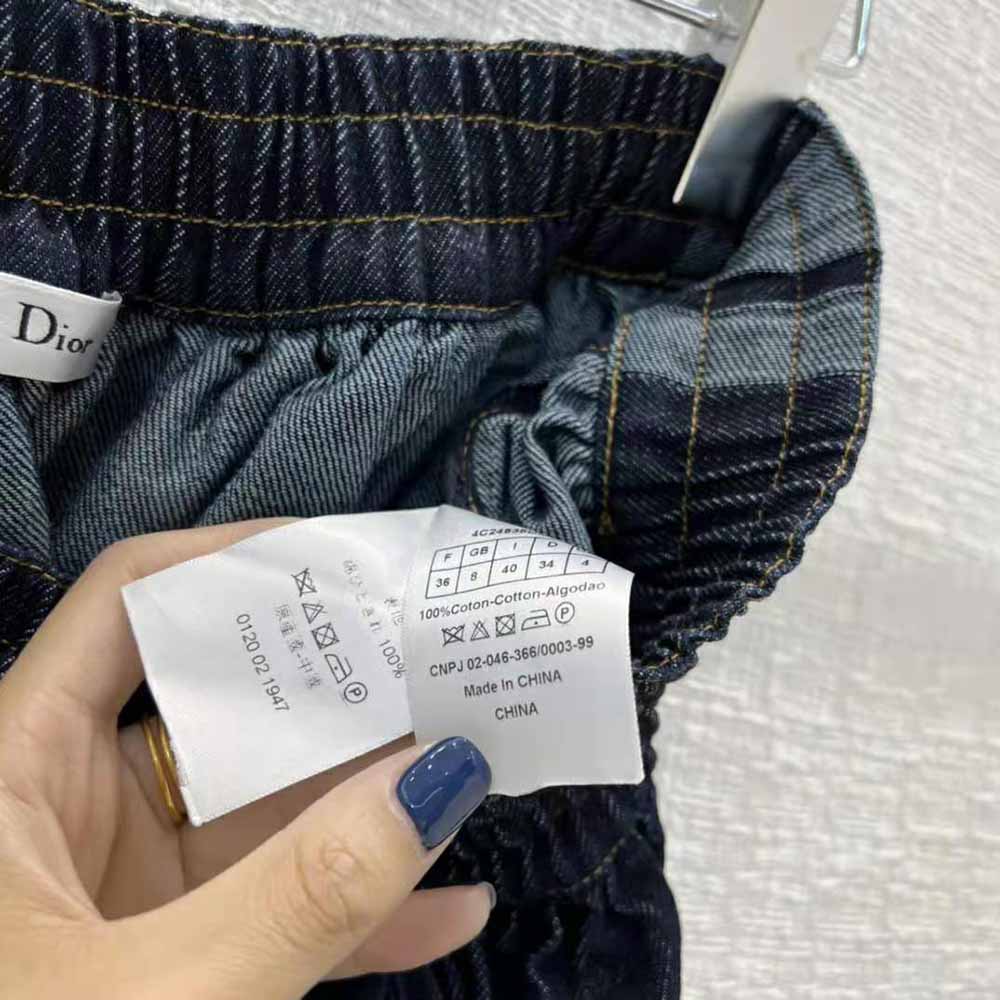 Dior
F GB I D
36 8 40 34 4
100%Coton-Cotton-Algodao
CNPJ 02-046-366/0003-99
Made In CHINA
CHINA
100%
0120 02 1947